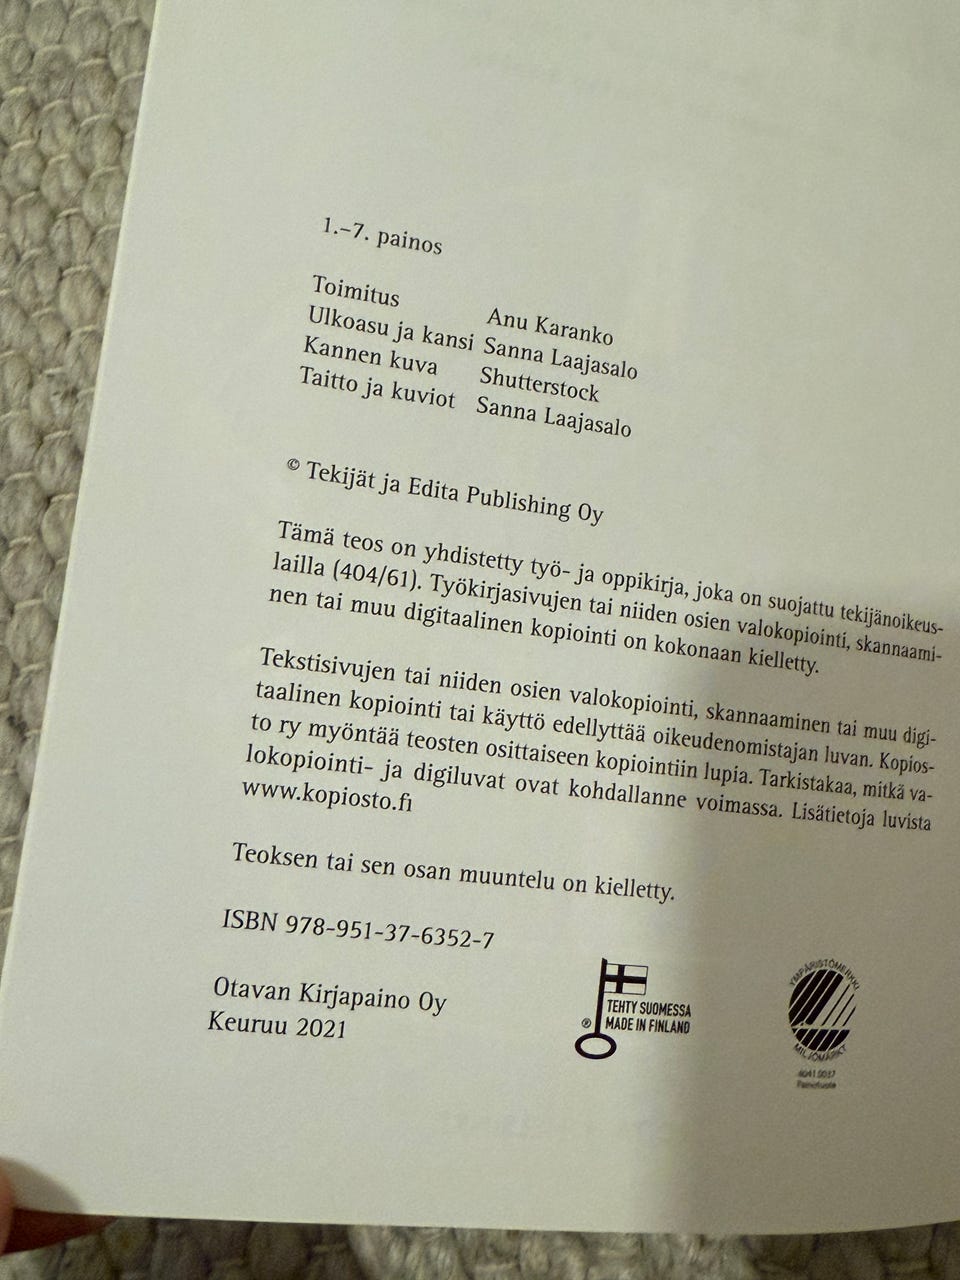 1.–7. painos
Toimitus Anu Karanko
Ulkoasu ja kansi Sanna Laajasalo
Kannen kuva Shutterstock
Taitto ja kuviot Sanna Laajasalo
© Tekijät ja Edita Publishing Oy
Tämä teos on yhdistetty työ- ja oppikirja, joka on suojattu tekijänoikeus-
lailla (404/61). Työkirjasivujen tai niiden osien valokopiointi, skannaami-
nen tai muu digitaalinen kopiointi on kokonaan kielletty.
Tekstisivujen tai niiden osien valokopiointi, skannaaminen tai muu digi-
taalinen kopiointi tai käyttö edellyttää oikeudenomistajan luvan. Kopios-
to ry myöntää teosten osittaiseen kopiointiin lupia. Tarkistakaa, mitkä va-
lokopiointi- ja digiluvat ovat kohdallanne voimassa. Lisätietoja luvista
www.kopiosto.fi
Teoksen tai sen osan muuntelu on kielletty.
ISBN 978-951-37-6352-7
Otavan Kirjapaino Oy
Keuruu 2021
® TEHTY SUOMESSA
MADE IN FINLAND
YMPÄRISTÖMERKKI
MILJÖMÄRKT
4041 0037
Painotuote